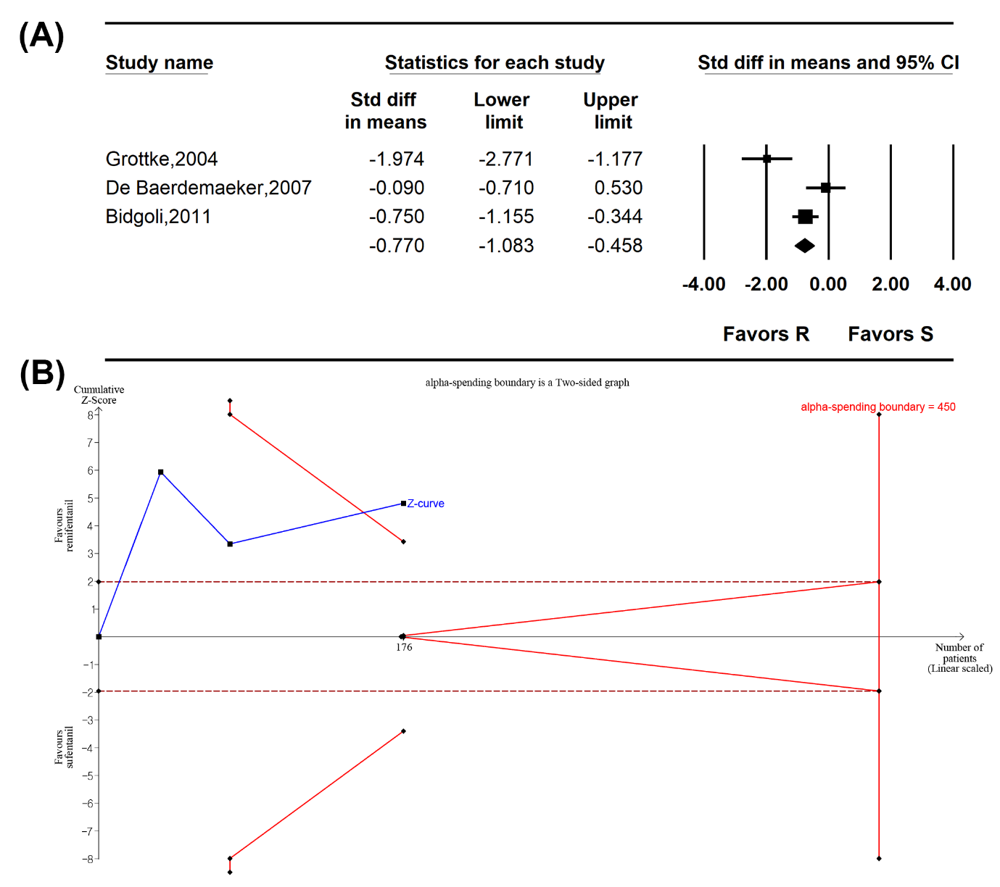 (A)
Study name Statistics for each study Std diff in means and 95% CI
Std diff Lower Upper
in means limit limit
Grottke,2004 -1.974 -2.771 -1.177
De Baerdemaeker,2007 -0.090 -0.710 0.530
Bidgoli,2011 -0.750 -1.155 -0.344
-0.770 -1.083 -0.458
-4.00 -2.00 0.00 2.00 4.00
Favors R Favors S
(B)
alpha-spending boundary is a Two-sided graph
Cumulative
Z-Score
alpha-spending boundary = 450
8
7
6
5
4
3
2
1
-1
-2
-3
-4
-5
-6
-7
-8
Favours
remifentanil
Favours
sufentanil
Z-curve
176
Number of
patients
(Linear scaled)